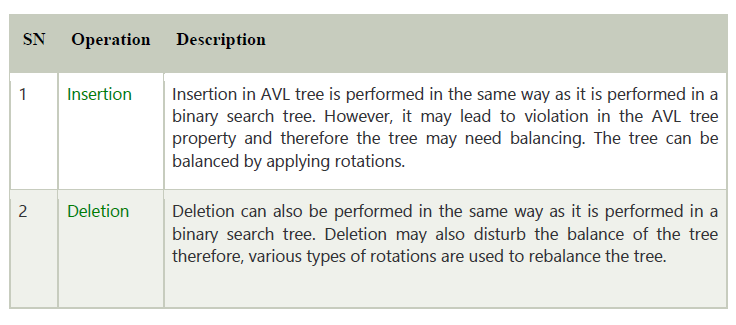 SN Operation Description
1 Insertion Insertion in AVL tree is performed in the same way as it is performed in a
binary search tree. However, it may lead to violation in the AVL tree
property and therefore the tree may need balancing. The tree can be
balanced by applying rotations.
2 Deletion Deletion can also be performed in the same way as it is performed in a
binary search tree. Deletion may also disturb the balance of the tree
therefore, various types of rotations are used to rebalance the tree.